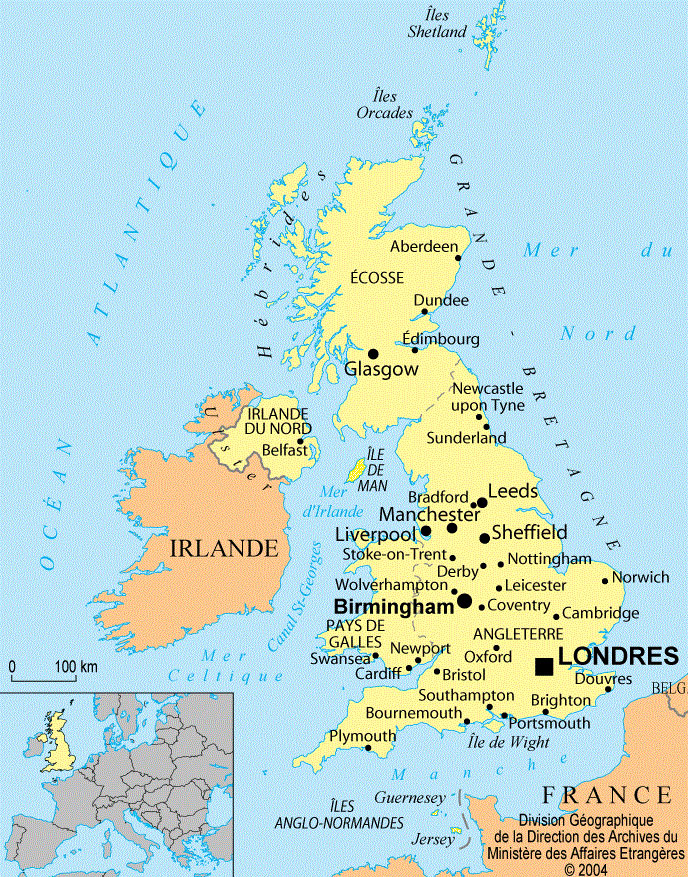 Îles
Shetland
Îles
Orcades
OCÉAN ATLANTIQUE
Hébrides
GRANDE-BRETAGNE
Mer du
Nord
Aberdeen
ÉCOSSE
Dundee
Édimbourg
Glasgow
Newcastle
upon Tyne
Sunderland
Ulster
IRLANDE
DU NORD
Belfast
ÎLE
DE
MAN
Mer
d'Irlande
Bradford
Leeds
Manchester
Liverpool
Sheffield
IRLANDE
Stoke-on-Trent
Derby
Nottingham
Norwich
Wolverhampton
Leicester
Birmingham
Coventry
Cambridge
Canal St-Georges
PAYS DE
GALLES
ANGLETERRE
Newport
Oxford
LONDRES
Swansea
Cardiff
Bristol
Douvres
Mer
Celtique
0 100 km
Southampton
Brighton
BELG
Bournemouth
Portsmouth
Plymouth
Île de Wight
Manche
ÎLES
ANGLO-NORMANDES
Guernesey
Jersey
FRANCE
Division Géographique
de la Direction des Archives du
Ministère des Affaires Etrangères
© 2004